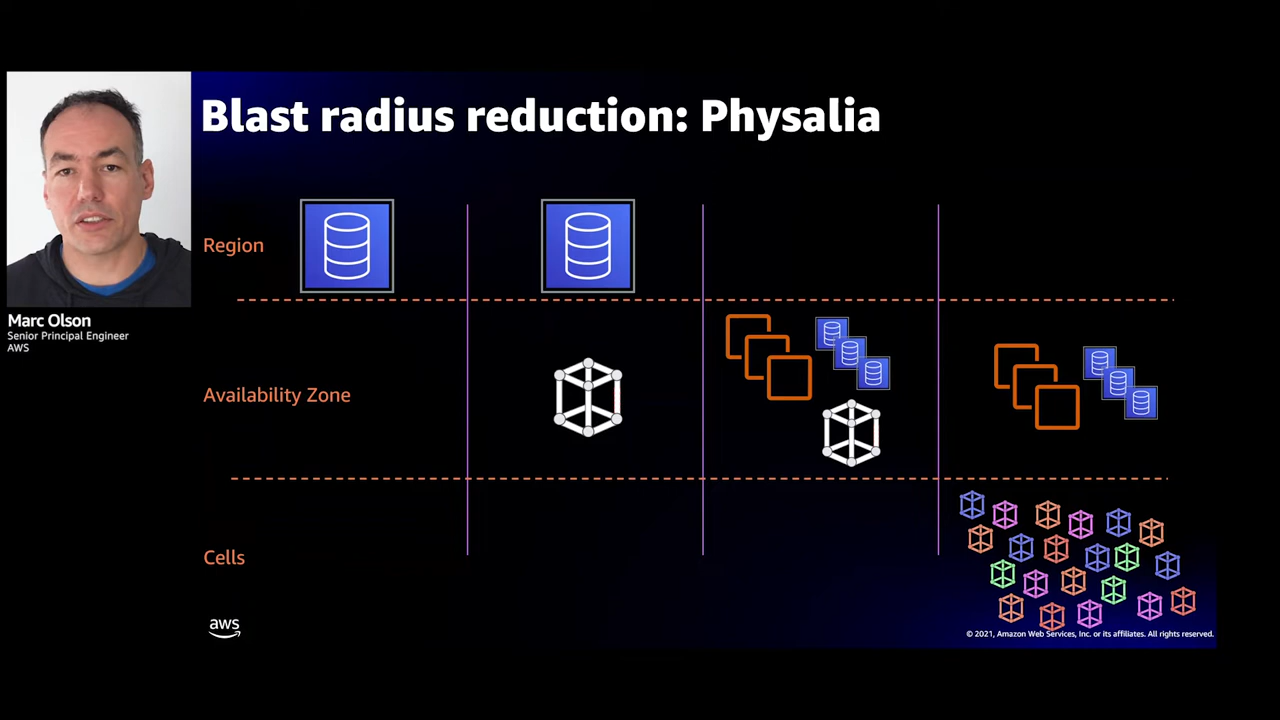 Blast radius reduction: Physalia
Marc Olson
Senior Principal Engineer
AWS
Region
Availability Zone
Cells
aws
© 2021, Amazon Web Services, Inc. or its affiliates. All rights reserved.